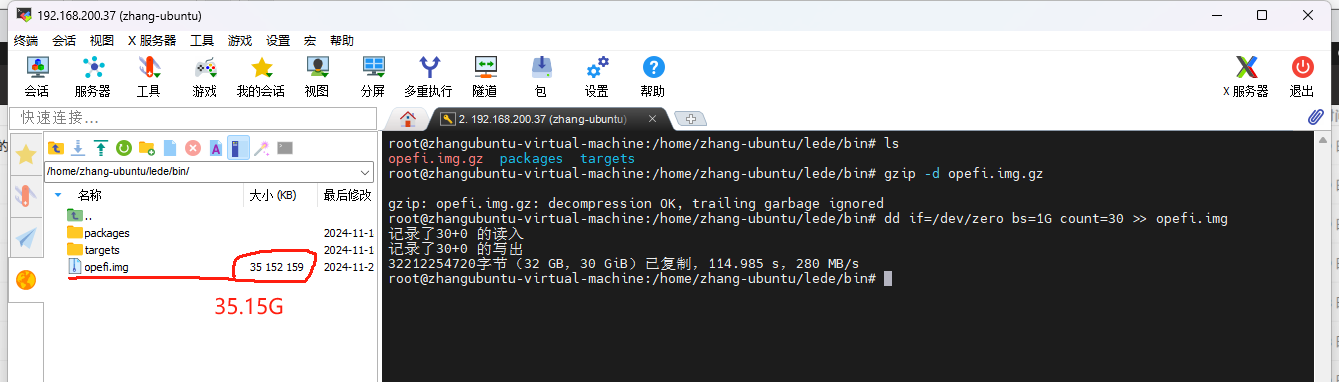 192.168.200.37 (zhang-ubuntu)
终端 会话 视图 X 服务器 工具 游戏 设置 宏 帮助
会话 服务器 工具 游戏 我的会话 视图 分屏 多重执行 隧道 包 设置 帮助 X 服务器 退出
快速连接...
2. 192.168.200.37 (zhang-ubuntu)
/home/zhang-ubuntu/lede/bin/
名称 大小 (KB) 最后修改
..
packages 2024-11-1
targets 2024-11-1
opefi.img 35 152 159 2024-11-2
35.15G
root@zhangubuntu-virtual-machine:/home/zhang-ubuntu/lede/bin# ls
opefi.img.gz packages targets
root@zhangubuntu-virtual-machine:/home/zhang-ubuntu/lede/bin# gzip -d opefi.img.gz
gzip: opefi.img.gz: decompression OK, trailing garbage ignored
root@zhangubuntu-virtual-machine:/home/zhang-ubuntu/lede/bin# dd if=/dev/zero bs=1G count=30 >> opefi.img
记录了30+0 的读入
记录了30+0 的写出
32212254720字节（32 GB，30 GiB）已复制，114.985 s，280 MB/s
root@zhangubuntu-virtual-machine:/home/zhang-ubuntu/lede/bin#